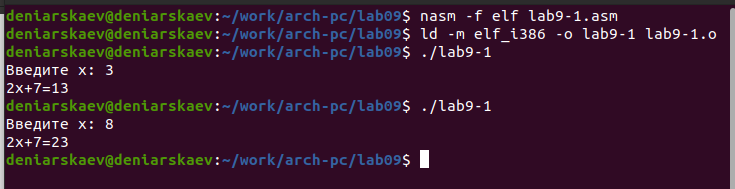 deniarskaev@deniarskaev:~/work/arch-pc/lab09$ nasm -f elf lab9-1.asm
deniarskaev@deniarskaev:~/work/arch-pc/lab09$ ld -m elf_i386 -o lab9-1 lab9-1.o
deniarskaev@deniarskaev:~/work/arch-pc/lab09$ ./lab9-1
Введите x: 3
2x+7=13
deniarskaev@deniarskaev:~/work/arch-pc/lab09$ ./lab9-1
Введите x: 8
2x+7=23
deniarskaev@deniarskaev:~/work/arch-pc/lab09$